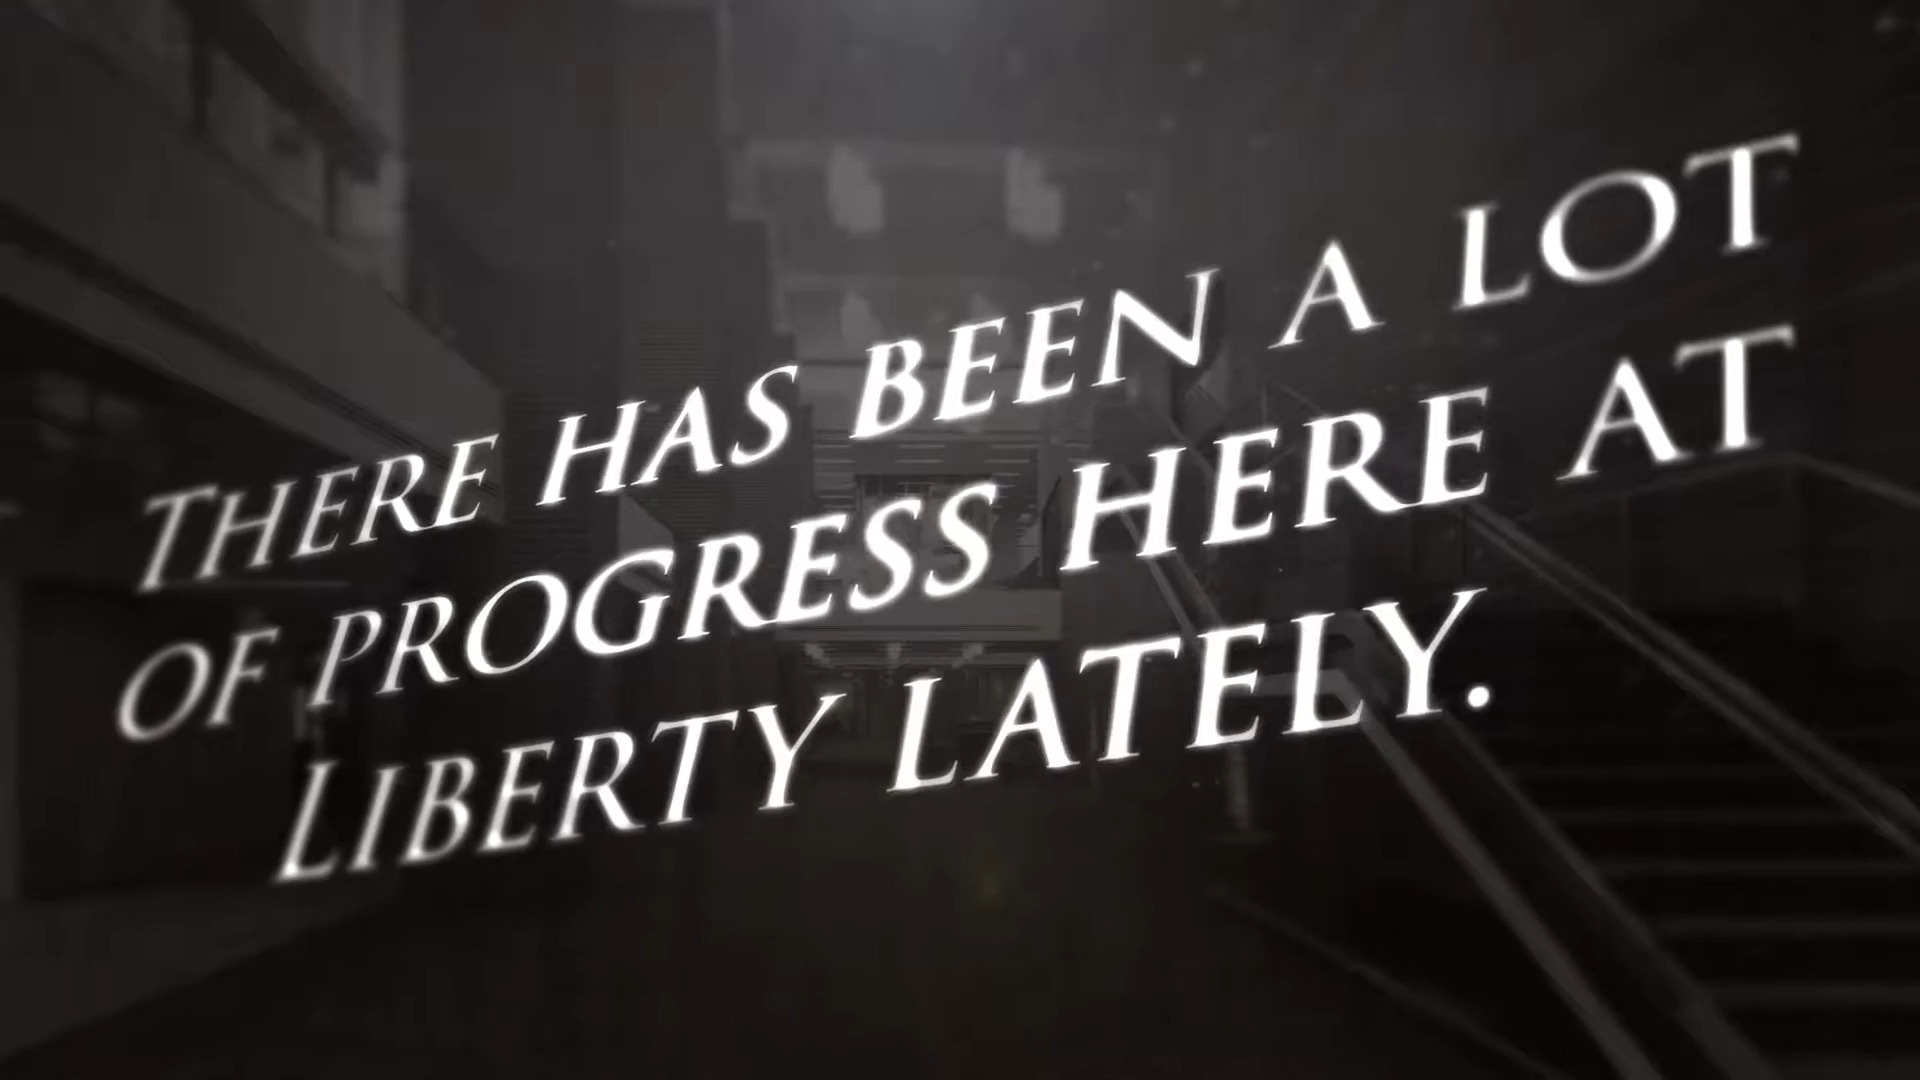 THERE HAS BEEN A LOT
OF PROGRESS HERE AT
LIBERTY LATELY.